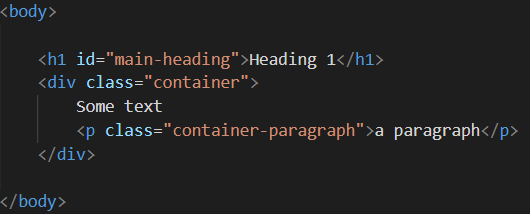 <body>
<h1 id="main-heading">Heading 1</h1>
<div class="container">
Some text
<p class="container-paragraph">a paragraph</p>
</div>
</body>